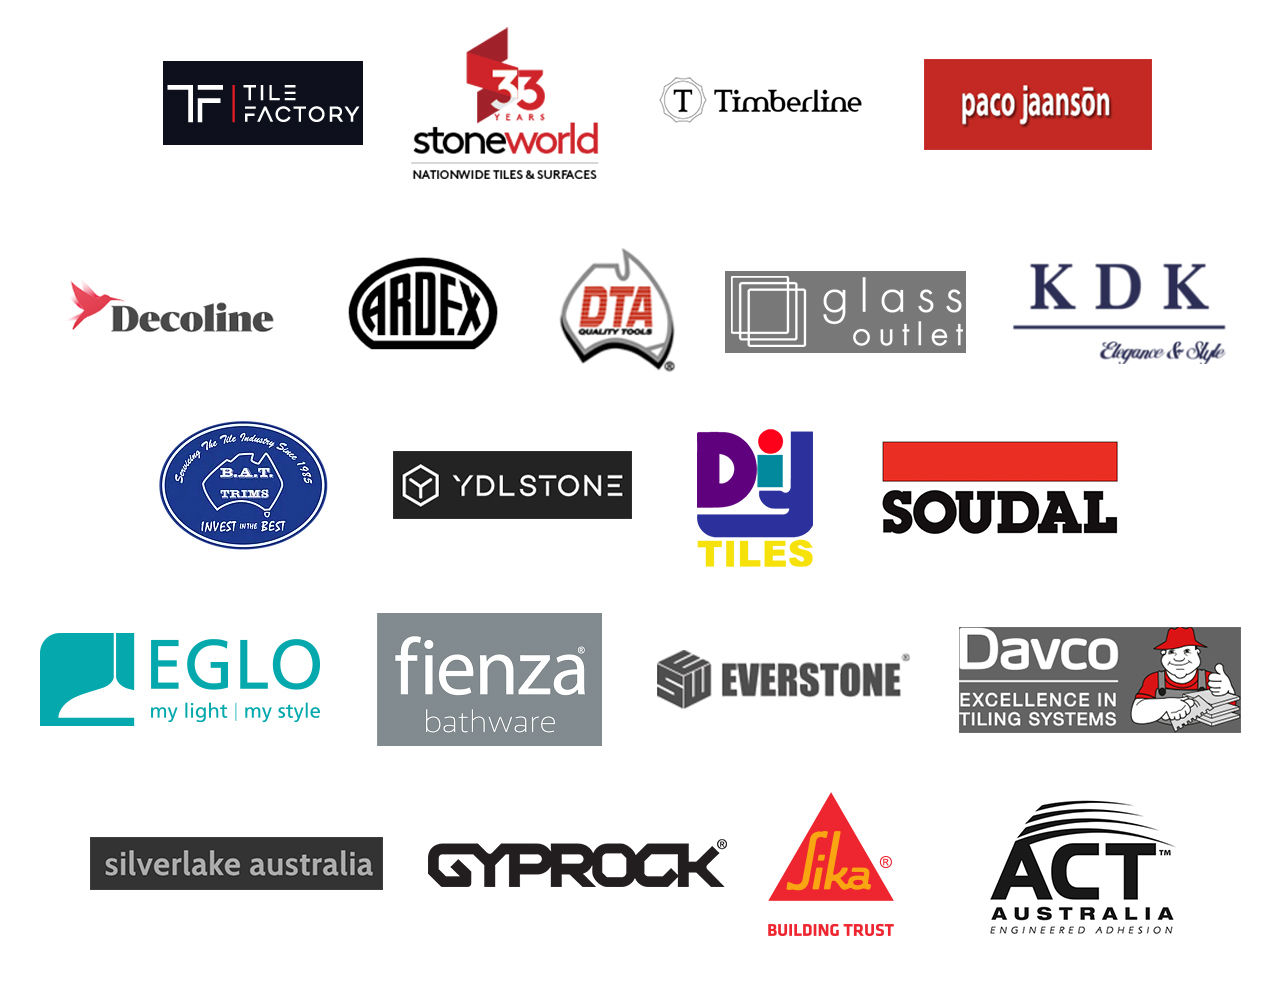 TF
TILE
FACTORY
33
YEARS
stoneworld
NATIONWIDE TILES & SURFACES
T
Timberline
paco jaansōn
Decoline
ARDEX
DTA
QUALITY TOOLS
®
glass
outlet
K D K
Elegance & Style
Servicing The Tile Industry Since 1985
B.A.T.
TRIMS
INVEST IN THE BEST
YDLSTONE
DiY
TILES
SOUDAL
EGLO
my light | my style
fienza®
bathware
EVERSTONE®
Davco
EXCELLENCE IN
TILING SYSTEMS
silverlake australia
GYPROCK®
Sika®
BUILDING TRUST
ACT™
AUSTRALIA
ENGINEERED ADHESION